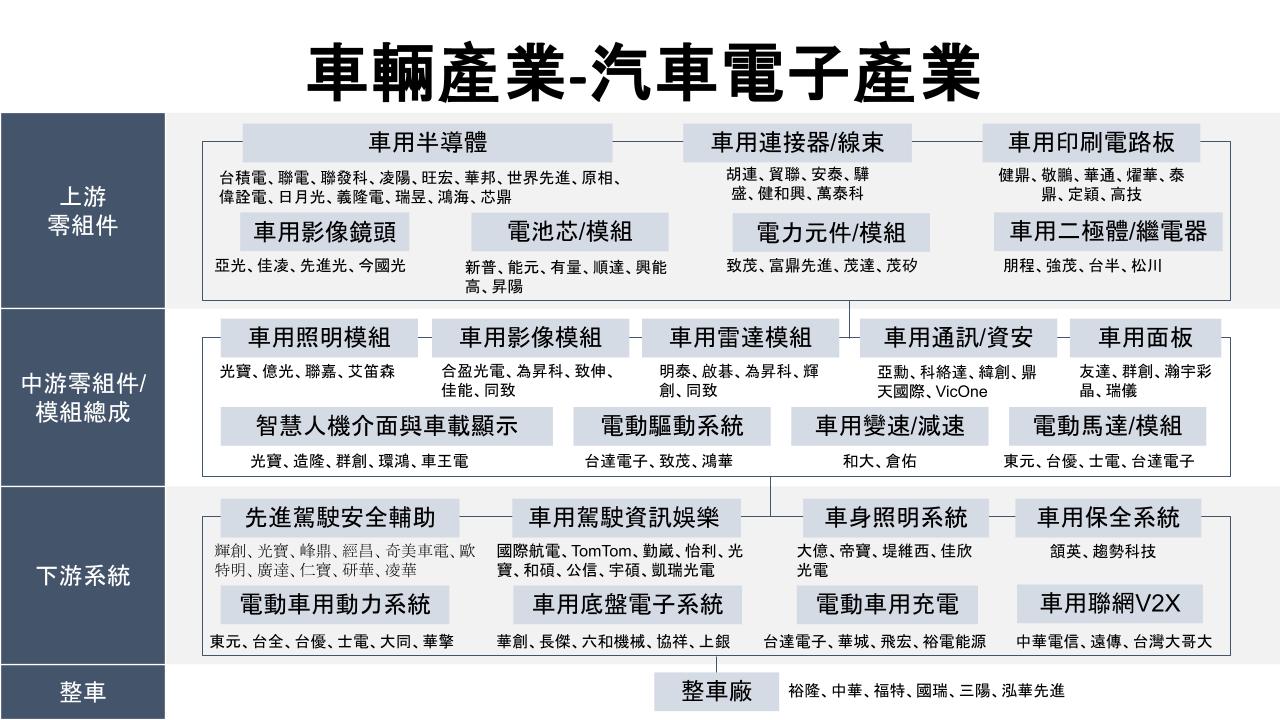 車輛產業-汽車電子產業
上游
零組件
車用半導體
台積電、聯電、聯發科、凌陽、旺宏、華邦、世界先進、原相、
偉詮電、日月光、義隆電、瑞昱、鴻海、芯鼎
車用連接器/線束
胡連、貿聯、安泰、驊
盛、健和興、萬泰科
車用印刷電路板
健鼎、敬鵬、華通、燿華、泰
鼎、定穎、高技
車用影像鏡頭
亞光、佳凌、先進光、今國光
電池芯/模組
新普、能元、有量、順達、興能
高、昇陽
電力元件/模組
致茂、富鼎先進、茂達、茂矽
車用二極體/繼電器
朋程、強茂、台半、松川
中游零組件/
模組總成
車用照明模組
光寶、億光、聯嘉、艾笛森
車用影像模組
合盈光電、為昇科、致伸、
佳能、同致
車用雷達模組
明泰、啟碁、為昇科、輝
創、同致
車用通訊/資安
亞勳、科絡達、緯創、鼎
天國際、VicOne
車用面板
友達、群創、瀚宇彩
晶、瑞儀
智慧人機介面與車載顯示
光寶、造隆、群創、環鴻、車王電
電動驅動系統
台達電子、致茂、鴻華
車用變速/減速
和大、倉佑
電動馬達/模組
東元、台優、士電、台達電子
下游系統
先進駕駛安全輔助
輝創、光寶、峰鼎、經昌、奇美車電、歐
特明、廣達、仁寶、研華、凌華
車用駕駛資訊娛樂
國際航電、TomTom、勤崴、怡利、光
寶、和碩、公信、宇碩、凱瑞光電
車身照明系統
大億、帝寶、堤維西、佳欣
光電
車用保全系統
頷英、趨勢科技
電動車用動力系統
東元、台全、台優、士電、大同、華擎
車用底盤電子系統
華創、長傑、六和機械、協祥、上銀
電動車用充電
台達電子、華城、飛宏、裕電能源
車用聯網V2X
中華電信、遠傳、台灣大哥大
整車
整車廠
裕隆、中華、福特、國瑞、三陽、泓華先進